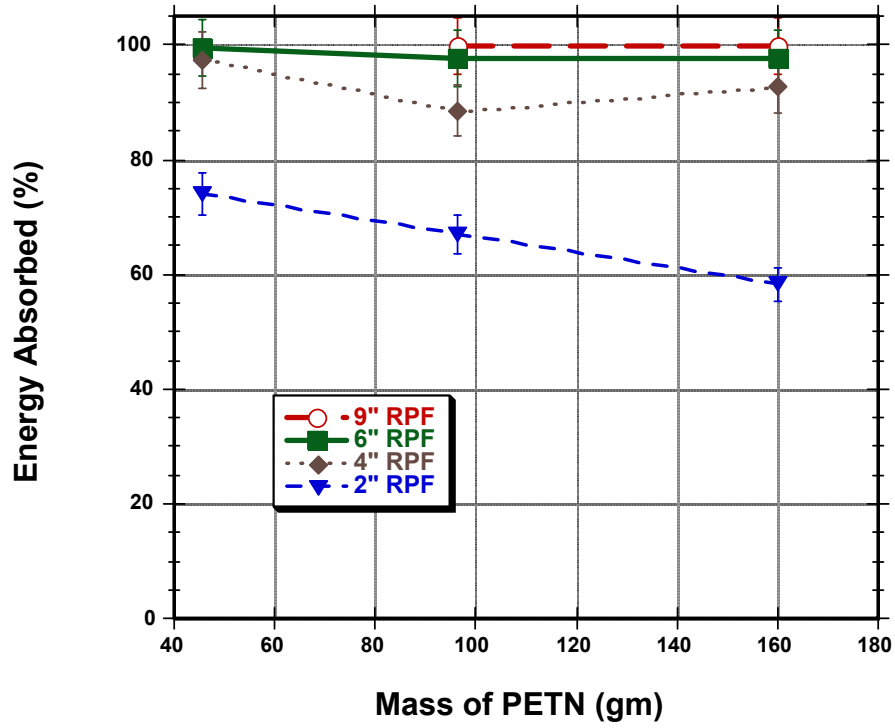 100
80
60
40
20
0
Energy Absorbed (%)
9" RPF
6" RPF
4" RPF
2" RPF
40 60 80 100 120 140 160 180
Mass of PETN (gm)